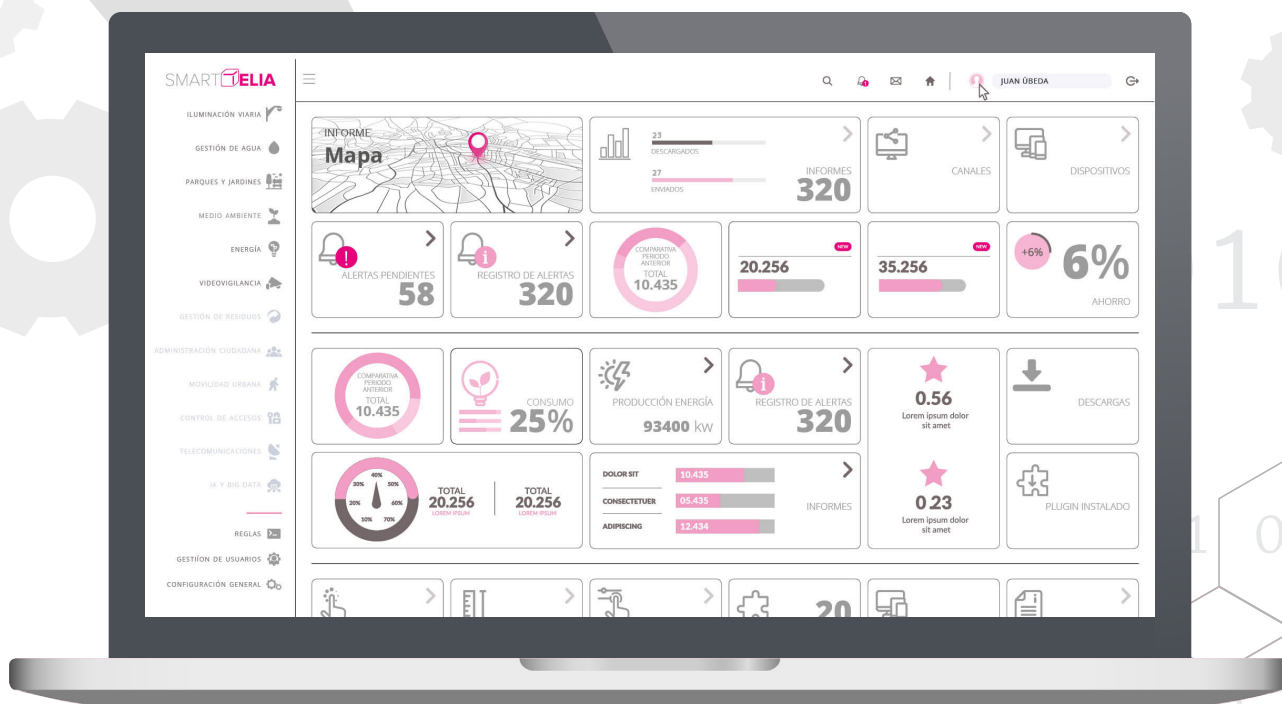 SMARTDELIA
JUAN ÚBEDA
ILUMINACIÓN VIARIA
GESTIÓN DE AGUA
PARQUES Y JARDINES
MEDIO AMBIENTE
ENERGÍA
VIDEOVIGILANCIA
GESTIÓN DE RESIDUOS
ADMINISTRACIÓN CIUDADANA
MOVILIDAD URBANA
CONTROL DE ACCESOS
TELECOMUNICACIONES
IA Y BIG DATA
REGLAS
GESTIÍON DE USUARIOS
CONFIGURACIÓN GENERAL
INFORME
Mapa
23
DESCARGADOS
27
ENVIADOS
INFORMES
320
CANALES
DISPOSITIVOS
!
ALERTAS PENDIENTES
58
i
REGISTRO DE ALERTAS
320
COMPARATIVA
PERIODO
ANTERIOR
TOTAL
10.435
NEW
20.256
NEW
35.256
+6%
6%
AHORRO
COMPARATIVA
PERIODO
ANTERIOR
TOTAL
10.435
CONSUMO
25%
PRODUCCIÓN ENERGÍA
93400 kw
i
REGISTRO DE ALERTAS
320
0.56
Lorem ipsum dolor
sit amet
DESCARGAS
40%
30% 50%
20% 60%
10% 70%
TOTAL
20.256
LOREM IPSUM
TOTAL
20.256
LOREM IPSUM
DOLOR SIT 10.435
CONSECTETUER 05.435
ADIPISCING 12.434
INFORMES
0.23
Lorem ipsum dolor
sit amet
PLUGIN INSTALADO
20
10
1 0